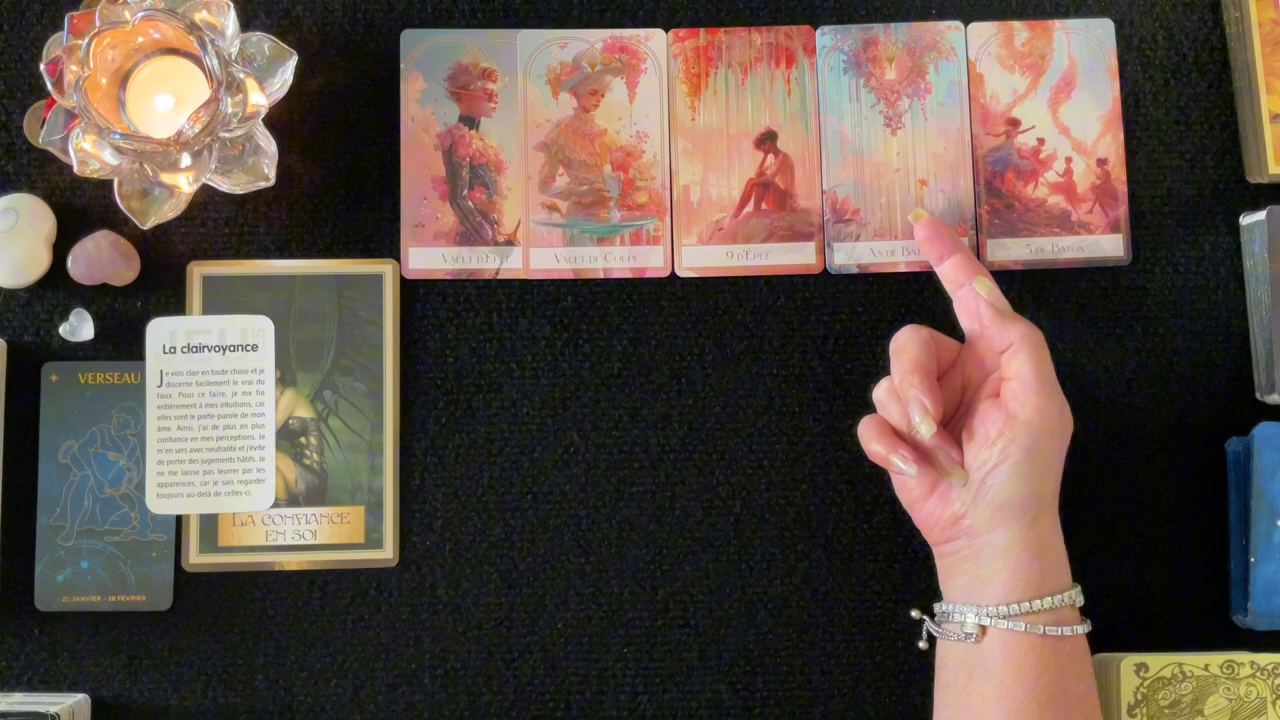 VALET D'ÉPÉE
VALET DE COUPE
9 D'ÉPÉE
AS DE BAT
5 DE BATON
VERSEAU
21 JANVIER - 18 FÉVRIER
La clairvoyance
Je vois clair en toute chose et je
discerne facilement le vrai du
faux. Pour ce faire, je me fie
entièrement à mes intuitions, car
elles sont le porte-parole de mon
âme. Ainsi, j'ai de plus en plus
confiance en mes perceptions. Je
m'en sers avec neutralité et j'évite
de porter des jugements hâtifs. Je
ne me laisse pas leurrer par les
apparences, car je sais regarder
toujours au-delà de celles-ci.
LA CONFIANCE
EN SOI